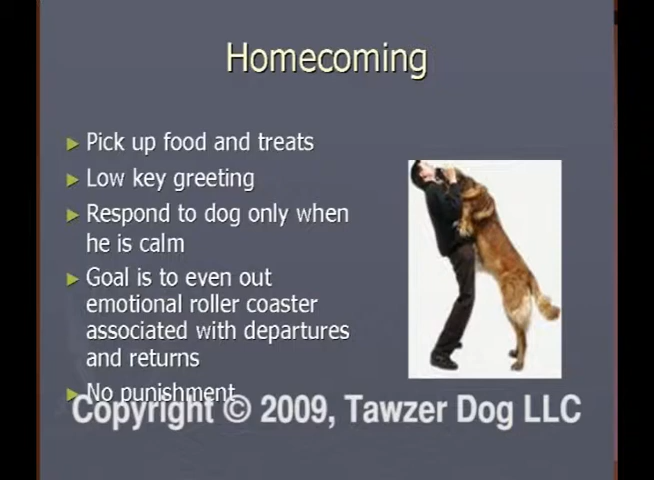 Homecoming
Pick up food and treats
Low key greeting
Respond to dog only when
he is calm
Goal is to even out
emotional roller coaster
associated with departures
and returns
No punishment
Copyright © 2009, Tawzer Dog LLC